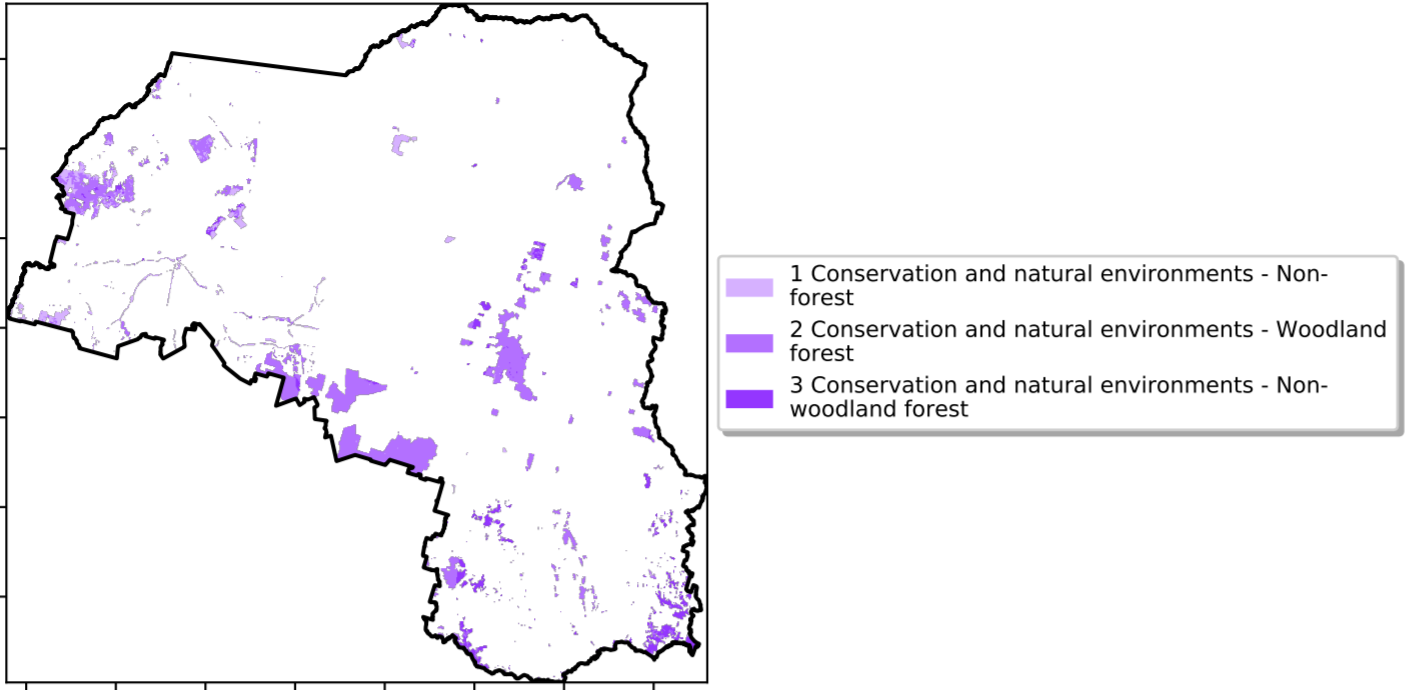 1 Conservation and natural environments - Non-
forest
2 Conservation and natural environments - Woodland
forest
3 Conservation and natural environments - Non-
woodland forest